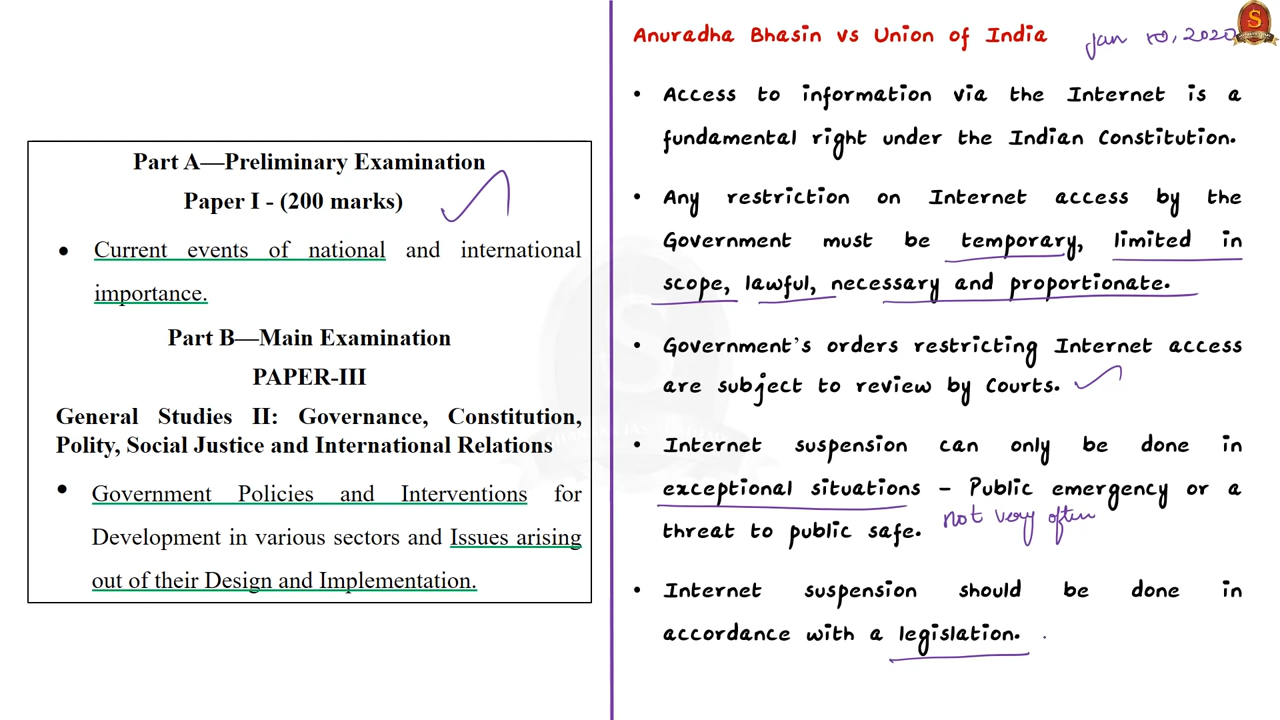 Part A—Preliminary Examination
Paper I - (200 marks)
• Current events of national and international
importance.
Part B—Main Examination
PAPER-III
General Studies II: Governance, Constitution,
Polity, Social Justice and International Relations
• Government Policies and Interventions for
Development in various sectors and Issues arising
out of their Design and Implementation.
Anuradha Bhasin vs Union of India Jan 10, 2020
• Access to information via the Internet is a
fundamental right under the Indian Constitution.
• Any restriction on Internet access by the
Government must be temporary, limited in
scope, lawful, necessary and proportionate.
• Government's orders restricting Internet access
are subject to review by Courts.
• Internet suspension can only be done in
exceptional situations - Public emergency or a
threat to public safe. not very often
• Internet suspension should be done in
accordance with a legislation.